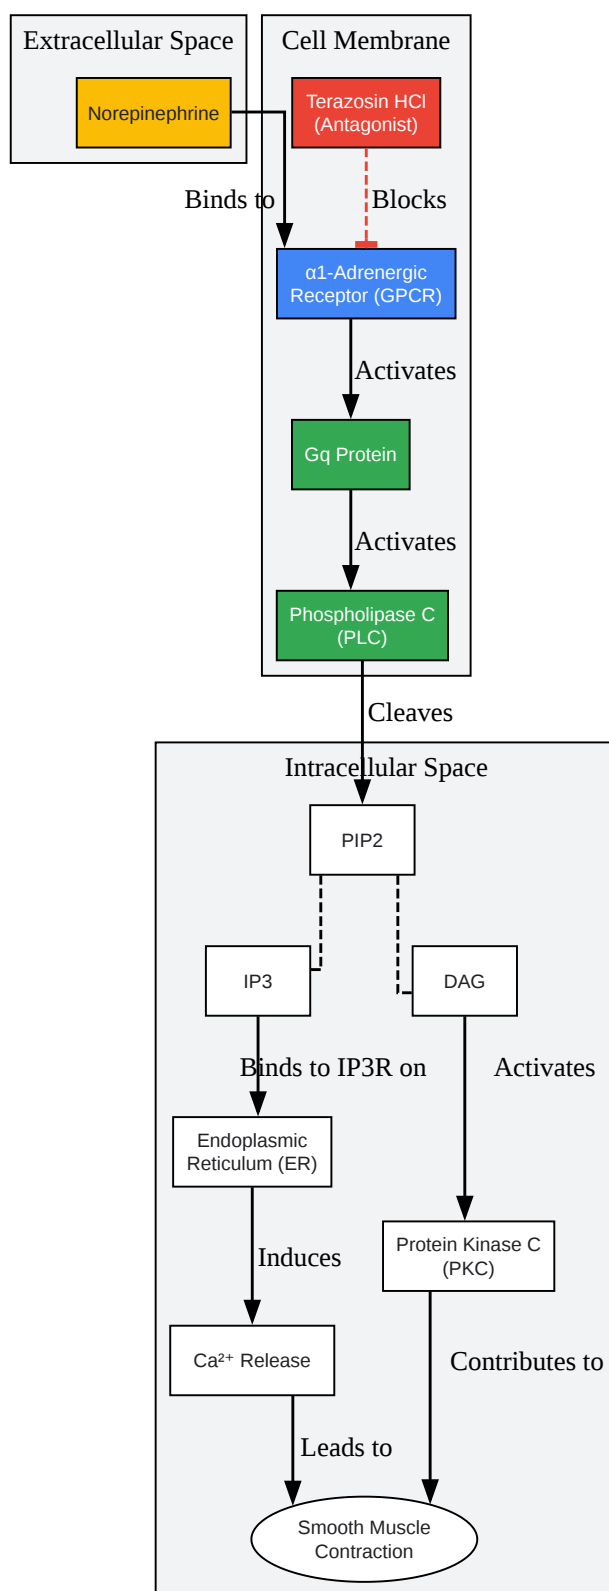 Extracellular Space
Cell Membrane
Norepinephrine
Terazosin HCl
(Antagonist)
Binds to
Blocks
α1-Adrenergic
Receptor (GPCR)
Activates
Gq Protein
Activates
Phospholipase C
(PLC)
Cleaves
Intracellular Space
PIP2
IP3
DAG
Binds to IP3R on
Activates
Endoplasmic
Reticulum (ER)
Protein Kinase C
(PKC)
Induces
Ca²⁺ Release
Contributes to
Leads to
Smooth Muscle
Contraction